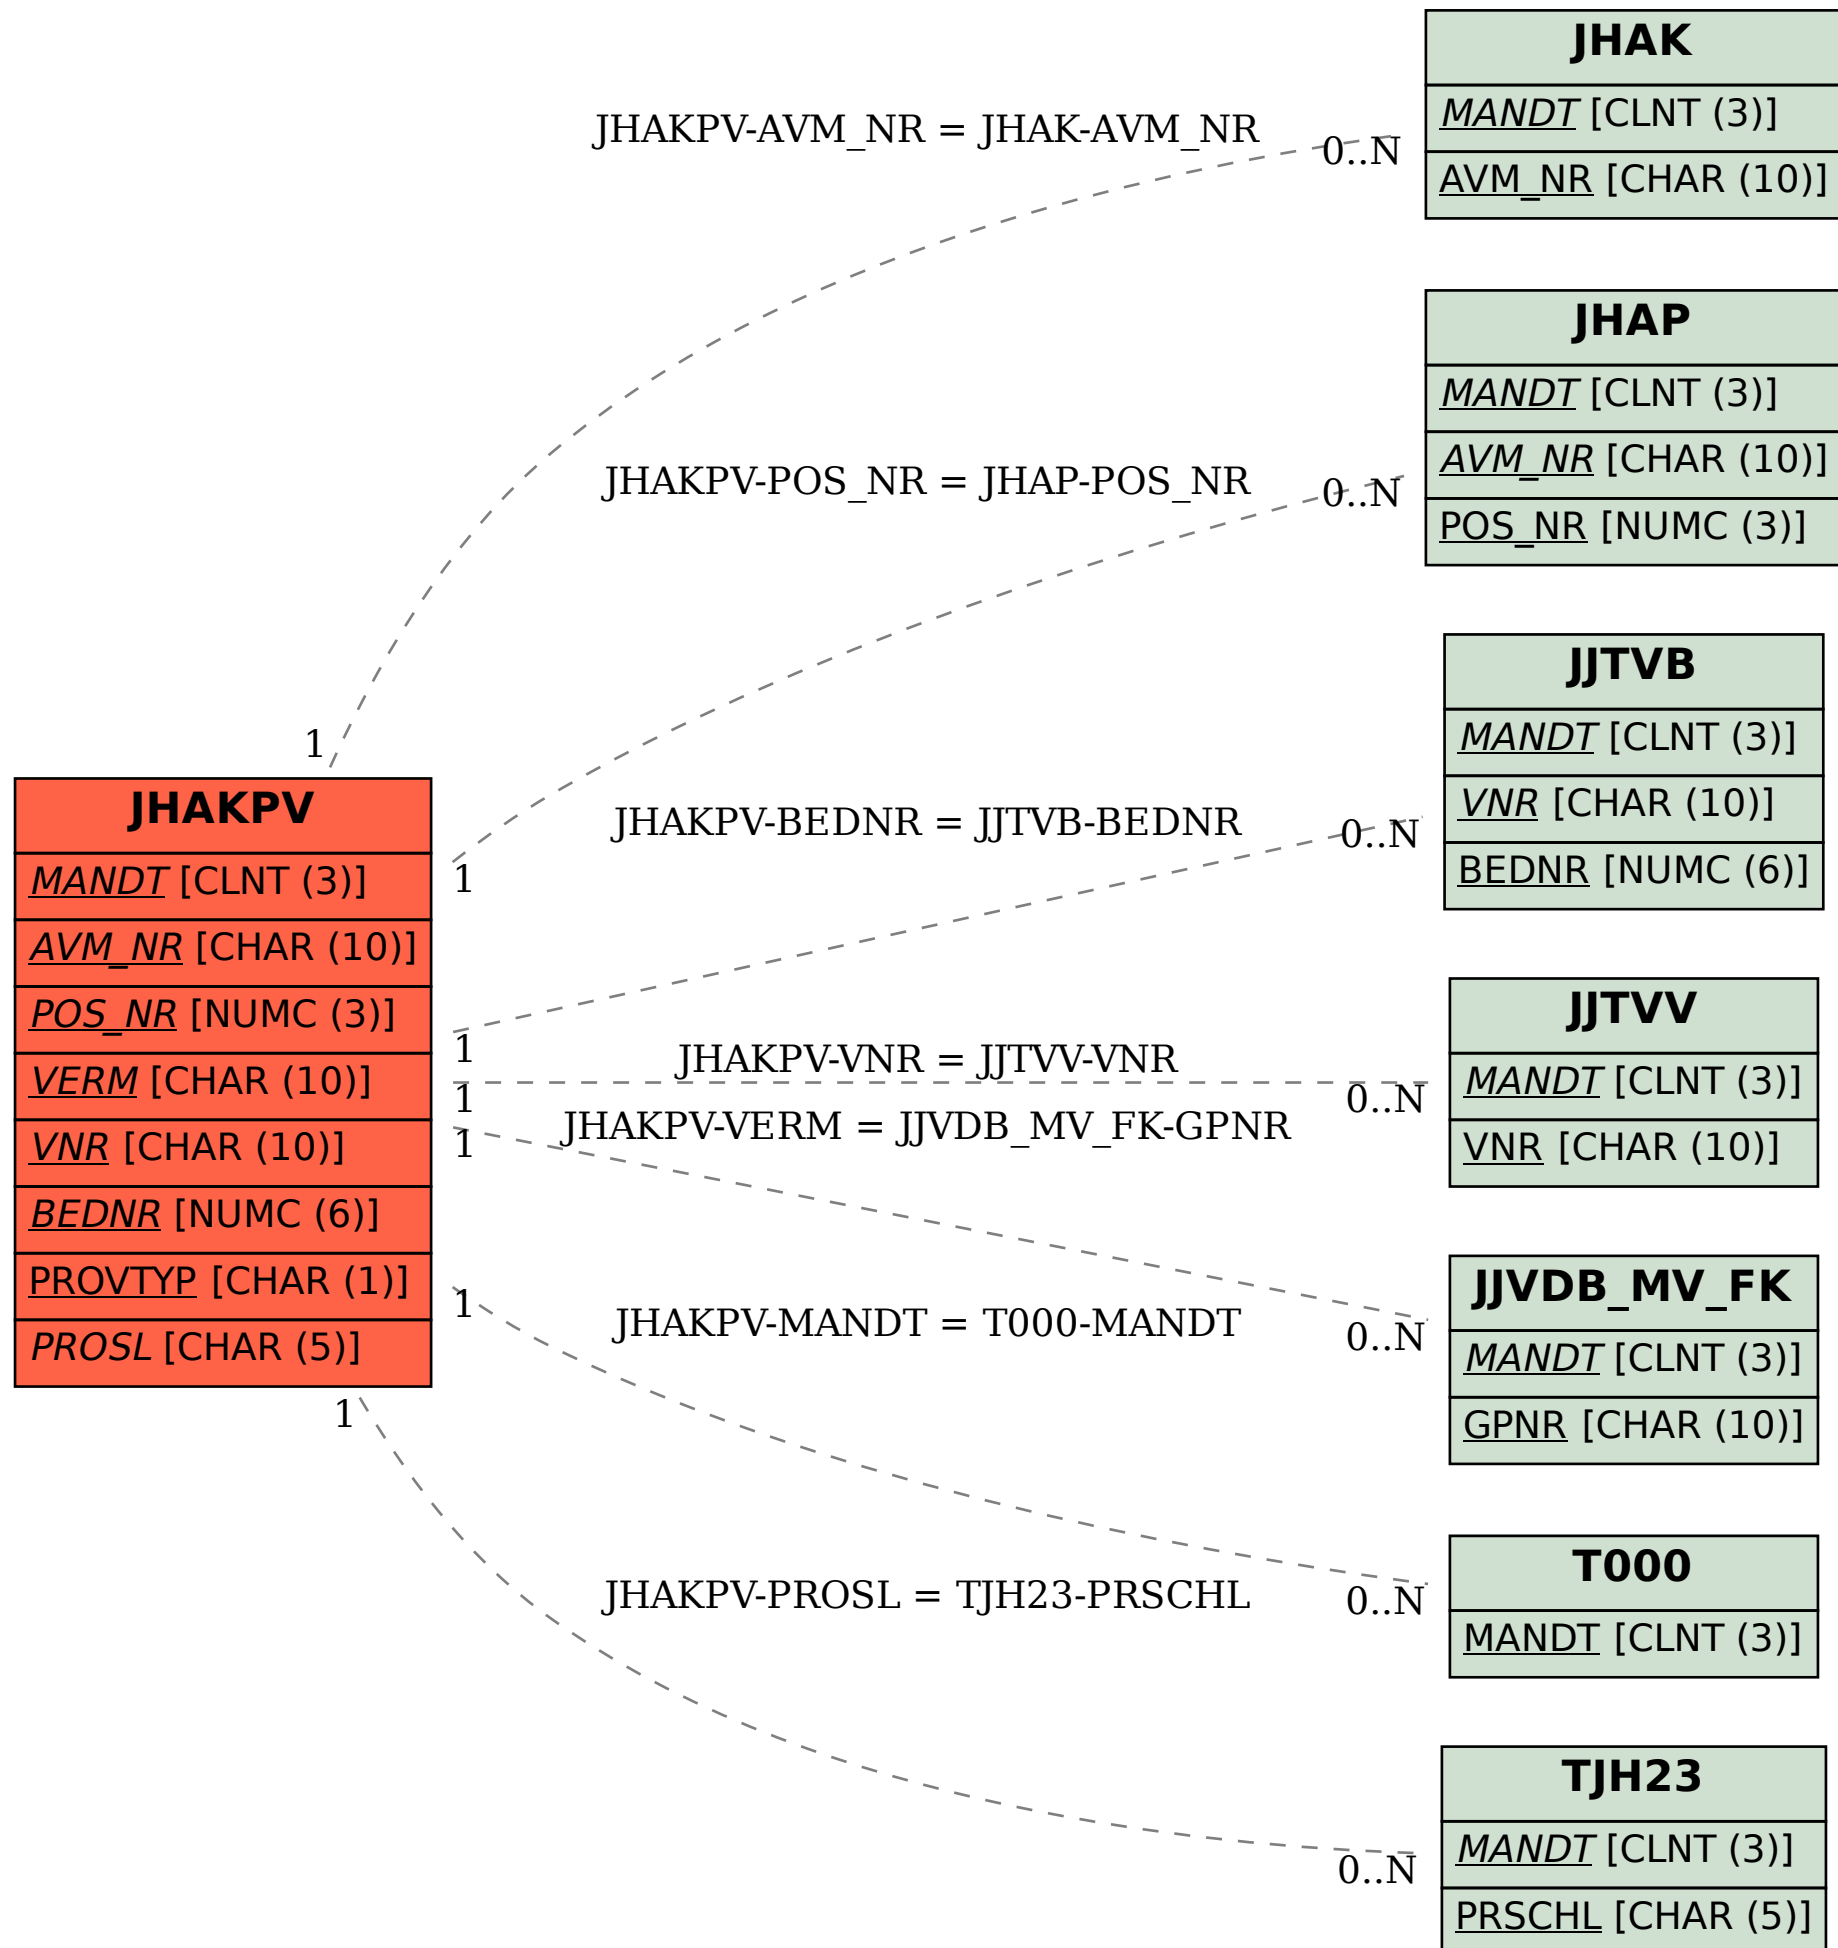 JHAK
MANDT [CLNT (3)]
AVM_NR [CHAR (10)]
JHAKPV-AVM_NR = JHAK-AVM_NR
0..N
1
JHAP
MANDT [CLNT (3)]
AVM_NR [CHAR (10)]
POS_NR [NUMC (3)]
JHAKPV-POS_NR = JHAP-POS_NR
0..N
1
JJTVB
MANDT [CLNT (3)]
VNR [CHAR (10)]
BEDNR [NUMC (6)]
JHAKPV-BEDNR = JJTVB-BEDNR
0..N
1
JHAKPV
MANDT [CLNT (3)]
AVM_NR [CHAR (10)]
POS_NR [NUMC (3)]
VERM [CHAR (10)]
VNR [CHAR (10)]
BEDNR [NUMC (6)]
PROVTYP [CHAR (1)]
PROSL [CHAR (5)]
JJTVV
MANDT [CLNT (3)]
VNR [CHAR (10)]
JHAKPV-VNR = JJTVV-VNR
0..N
1
JHAKPV-VERM = JJVDB_MV_FK-GPNR
0..N
1
JJVDB_MV_FK
MANDT [CLNT (3)]
GPNR [CHAR (10)]
JHAKPV-MANDT = T000-MANDT
0..N
1
T000
MANDT [CLNT (3)]
JHAKPV-PROSL = TJH23-PRSCHL
0..N
1
TJH23
MANDT [CLNT (3)]
PRSCHL [CHAR (5)]